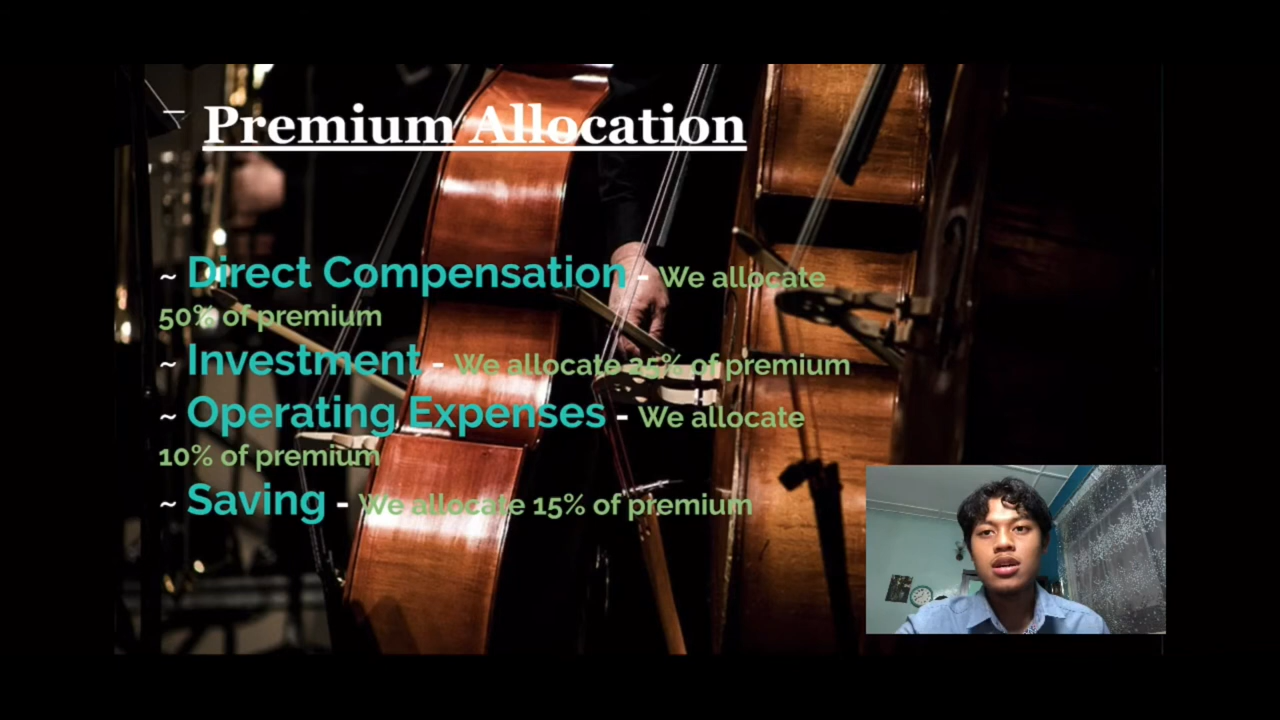 Premium Allocation
~ Direct Compensation - We allocate
50% of premium
~ Investment - We allocate 25% of premium
~ Operating Expenses - We allocate
10% of premium
~ Saving - We allocate 15% of premium